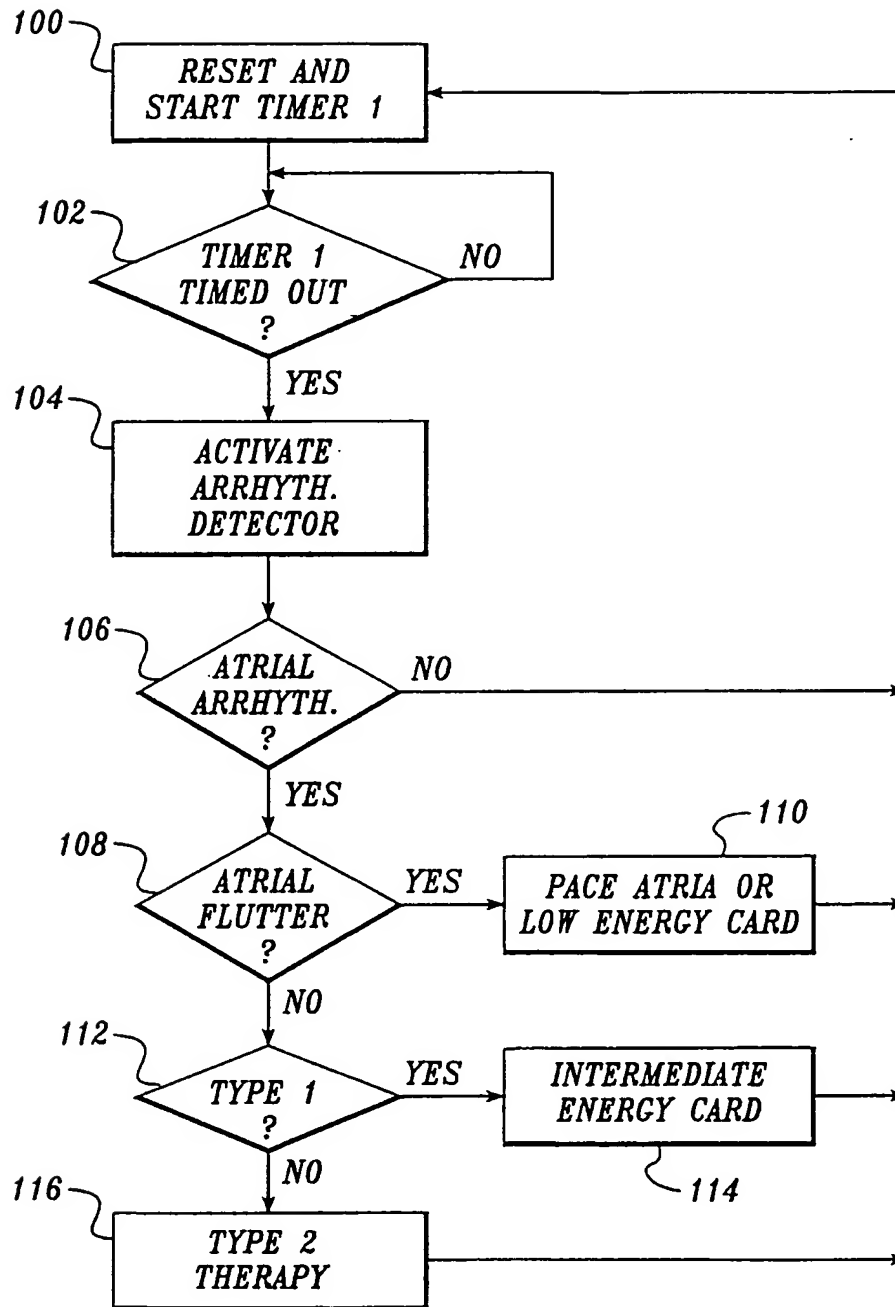 100
RESET AND
START TIMER 1
102
TIMER 1
TIMED OUT
?
NO
YES
104
ACTIVATE
ARRHYTH.
DETECTOR
106
ATRIAL
ARRHYTH.
?
NO
YES
108
ATRIAL
FLUTTER
?
YES
110
PACE ATRIA OR
LOW ENERGY CARD
NO
112
TYPE 1
?
YES
INTERMEDIATE
ENERGY CARD
114
NO
116
TYPE 2
THERAPY